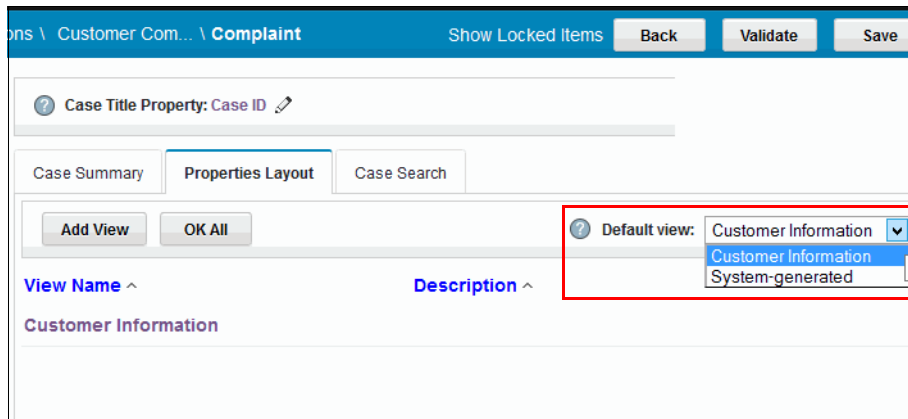 ons \ Customer Com... \ Complaint Show Locked Items Back Validate Save
Case Title Property: Case ID
Case Summary Properties Layout Case Search
Add View OK All Default view: Customer Information
Customer Information
System-generated
View Name Description
Customer Information